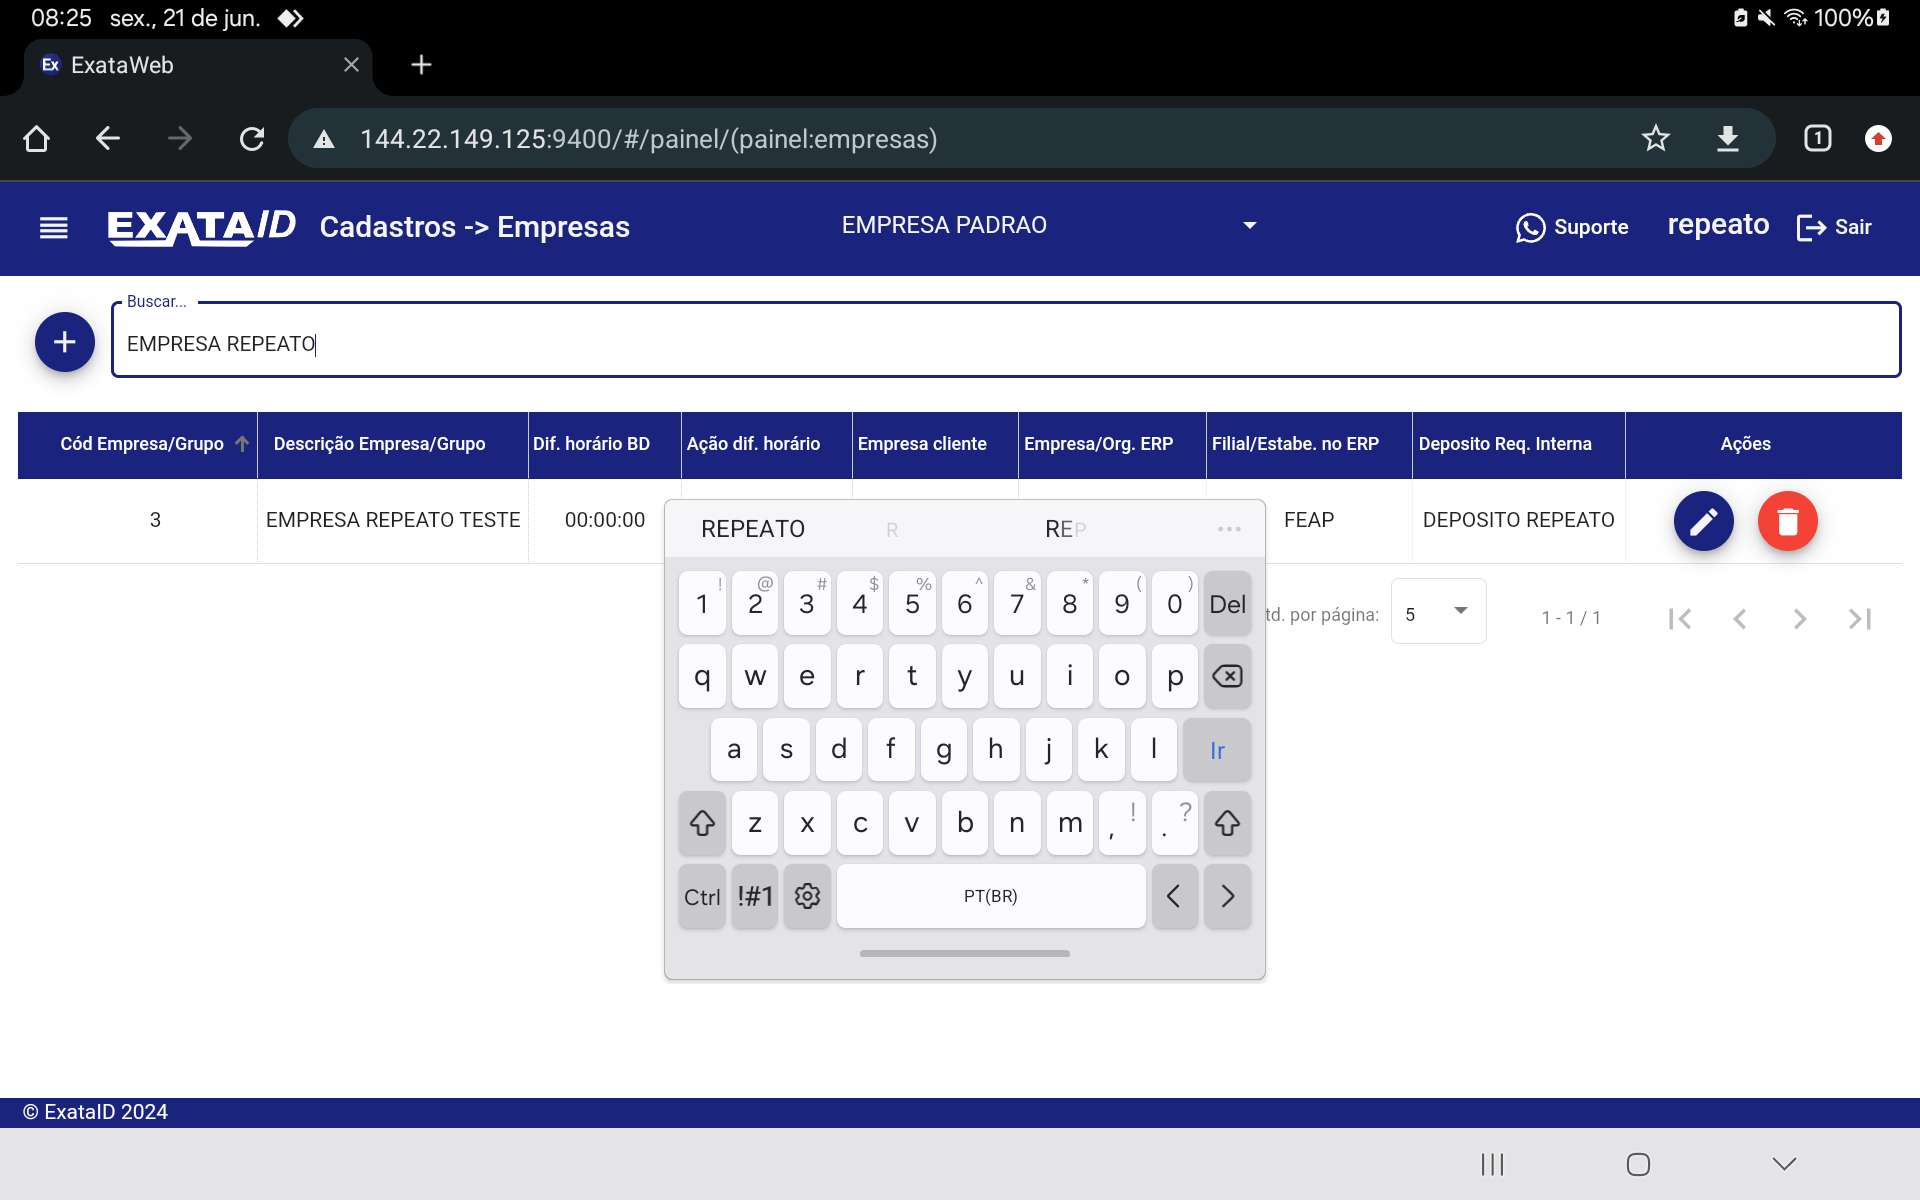 08:25 sex., 21 de jun. 100%
Ex ExataWeb
144.22.149.125:9400/#/painel/(painel:empresas) 1
EXATAID Cadastros -> Empresas EMPRESA PADRAO Suporte repeato Sair
Buscar...
EMPRESA REPEATO
Cód Empresa/Grupo Descrição Empresa/Grupo Dif. horário BD Ação dif. horário Empresa cliente Empresa/Org. ERP Filial/Estabe. no ERP Deposito Req. Interna Ações
3 EMPRESA REPEATO TESTE 00:00:00 FEAP DEPOSITO REPEATO
td. por página: 5 1 - 1 / 1
REPEATO R REP ...
! @ # $ % ^ & * ( )
1 2 3 4 5 6 7 8 9 0 Del
q w e r t y u i o p
a s d f g h j k l Ir
z x c v b n m , ! . ?
Ctrl !#1 PT(BR) < >
© ExataID 2024